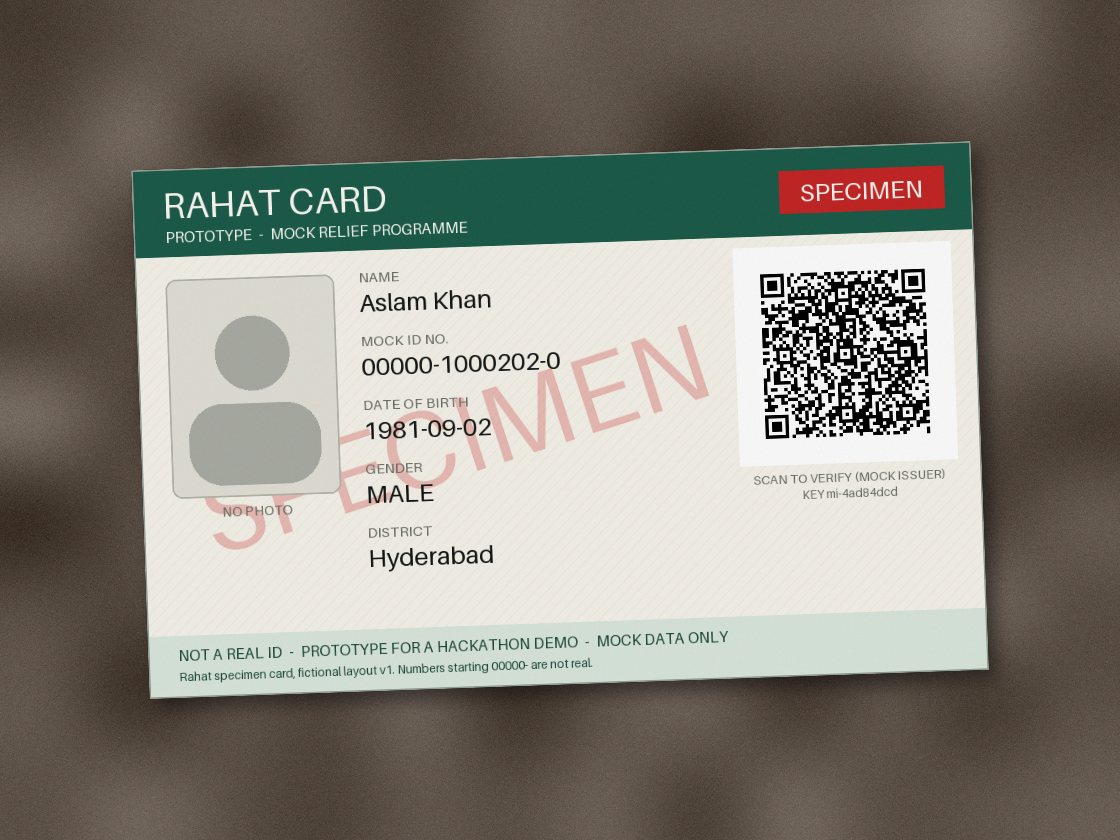 RAHAT CARD
PROTOTYPE - MOCK RELIEF PROGRAMME
SPECIMEN
NAME
Aslam Khan
MOCK ID NO.
00000-1000202-0
DATE OF BIRTH
1981-09-02
GENDER
MALE
DISTRICT
Hyderabad
NO PHOTO
SPECIMEN
SCAN TO VERIFY (MOCK ISSUER)
KEY mi-4ad84dcd
NOT A REAL ID - PROTOTYPE FOR A HACKATHON DEMO - MOCK DATA ONLY
Rahat specimen card, fictional layout v1. Numbers starting 00000- are not real.